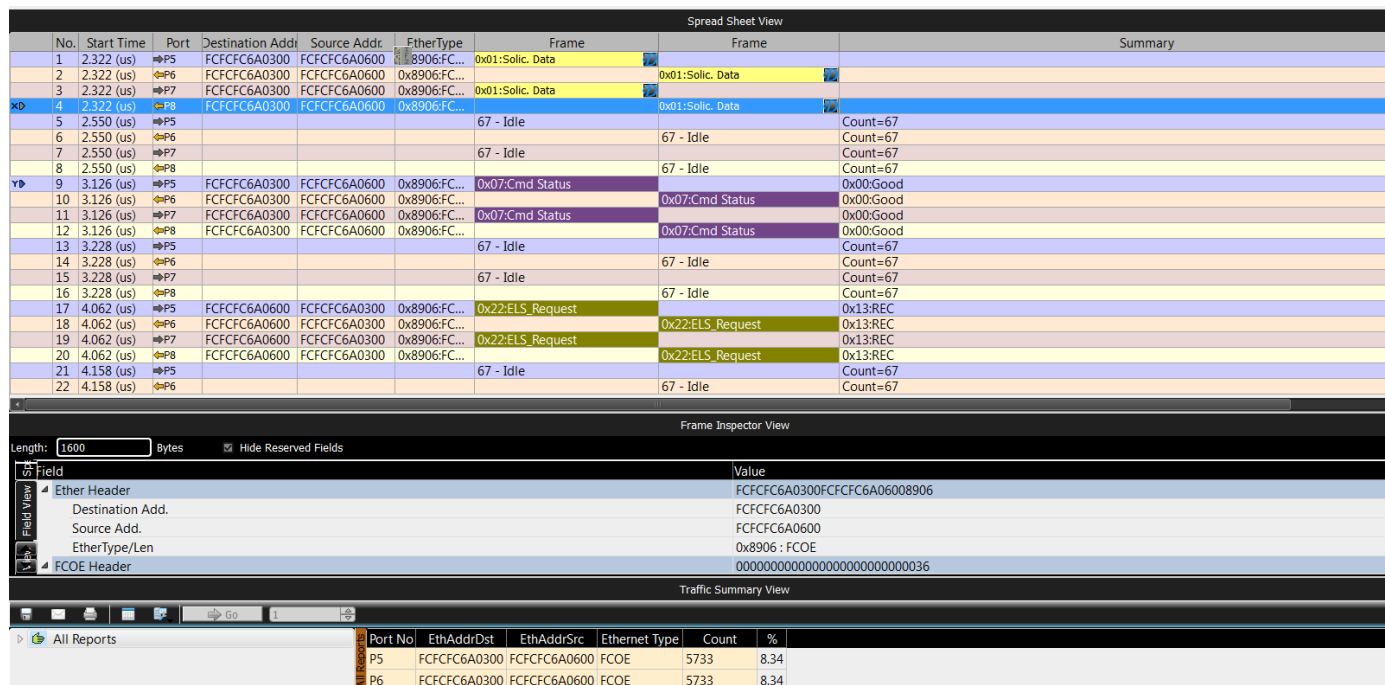 Spread Sheet View
No. Start Time Port Destination Addr Source Addr. EtherType Frame Frame Summary
1 2.322 (us) P5 FCFCFC6A0300 FCFCFC6A0600 8906:FC... 0x01:Solic. Data
2 2.322 (us) P6 FCFCFC6A0300 FCFCFC6A0600 0x8906:FC... 0x01:Solic. Data
3 2.322 (us) P7 FCFCFC6A0300 FCFCFC6A0600 0x8906:FC... 0x01:Solic. Data
X 4 2.322 (us) P8 FCFCFC6A0300 FCFCFC6A0600 0x8906:FC... 0x01:Solic. Data
5 2.550 (us) P5 67 - Idle Count=67
6 2.550 (us) P6 67 - Idle Count=67
7 2.550 (us) P7 67 - Idle Count=67
8 2.550 (us) P8 67 - Idle Count=67
Y 9 3.126 (us) P5 FCFCFC6A0300 FCFCFC6A0600 0x8906:FC... 0x07:Cmd Status 0x00:Good
10 3.126 (us) P6 FCFCFC6A0300 FCFCFC6A0600 0x8906:FC... 0x07:Cmd Status 0x00:Good
11 3.126 (us) P7 FCFCFC6A0300 FCFCFC6A0600 0x8906:FC... 0x07:Cmd Status 0x00:Good
12 3.126 (us) P8 FCFCFC6A0300 FCFCFC6A0600 0x8906:FC... 0x07:Cmd Status 0x00:Good
13 3.228 (us) P5 67 - Idle Count=67
14 3.228 (us) P6 67 - Idle Count=67
15 3.228 (us) P7 67 - Idle Count=67
16 3.228 (us) P8 67 - Idle Count=67
17 4.062 (us) P5 FCFCFC6A0600 FCFCFC6A0300 0x8906:FC... 0x22:ELS_Request 0x13:REC
18 4.062 (us) P6 FCFCFC6A0600 FCFCFC6A0300 0x8906:FC... 0x22:ELS_Request 0x13:REC
19 4.062 (us) P7 FCFCFC6A0600 FCFCFC6A0300 0x8906:FC... 0x22:ELS_Request 0x13:REC
20 4.062 (us) P8 FCFCFC6A0600 FCFCFC6A0300 0x8906:FC... 0x22:ELS_Request 0x13:REC
21 4.158 (us) P5 67 - Idle Count=67
22 4.158 (us) P6 67 - Idle Count=67
Frame Inspector View
Length: 1600 Bytes Hide Reserved Fields
Field Value
Field View
Ether Header FCFCFC6A0300FCFCFC6A06008906
Destination Add. FCFCFC6A0300
Source Add. FCFCFC6A0600
EtherType/Len 0x8906 : FCOE
FCOE Header 0000000000000000000000000036
Traffic Summary View
Go 1
All Reports
All Reports
Port No EthAddrDst EthAddrSrc Ethernet Type Count %
P5 FCFCFC6A0300 FCFCFC6A0600 FCOE 5733 8.34
P6 FCFCFC6A0300 FCFCFC6A0600 FCOE 5733 8.34